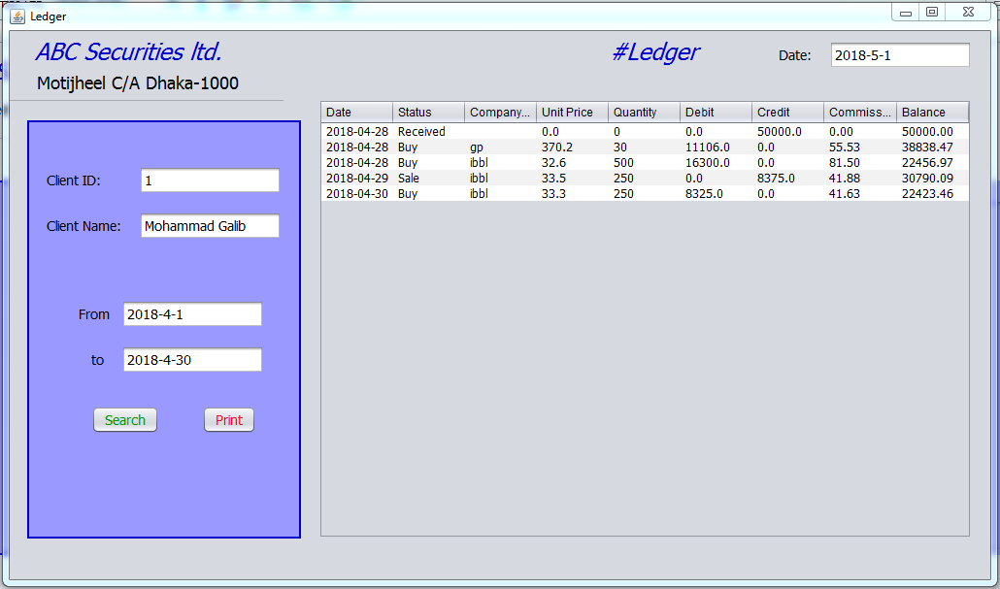 Ledger
ABC Securities ltd.
#Ledger
Date: 2018-5-1
Motijheel C/A Dhaka-1000
Client ID: 1
Client Name: Mohammad Galib
From 2018-4-1
to 2018-4-30
Search Print
Date Status Company... Unit Price Quantity Debit Credit Commiss... Balance
2018-04-28 Received 0.0 0 0.0 50000.0 0.00 50000.00
2018-04-28 Buy gp 370.2 30 11106.0 0.0 55.53 38838.47
2018-04-28 Buy ibbl 32.6 500 16300.0 0.0 81.50 22456.97
2018-04-29 Sale ibbl 33.5 250 0.0 8375.0 41.88 30790.09
2018-04-30 Buy ibbl 33.3 250 8325.0 0.0 41.63 22423.46